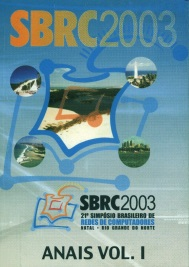 SBRC2003
SBRC2003
21º SIMPÓSIO BRASILEIRO DE
REDES DE COMPUTADORES
NATAL - RIO GRANDE DO NORTE
ANAIS VOL. I